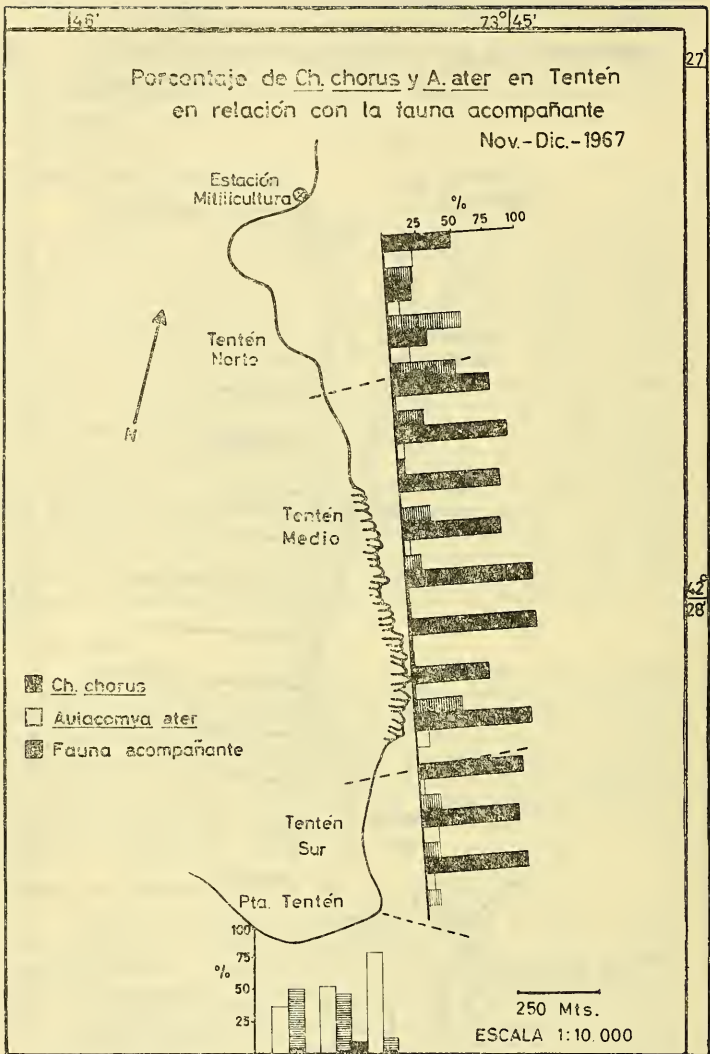 46' 73° 45'
27'
Porcentaje de Ch. chorus y A. ater en Tentén
en relación con la fauna acompañante
Nov.-Dic.-1967
Estación
Mitilicultura
%
25 50 75 100
Tentén
Norte
N
Tentén
Medio
42°
28'
Ch. chorus
Aulacomya ater
Fauna acompañante
Tentén
Sur
Pta. Tentén
100
75
%
50
25
250 Mts.
ESCALA 1:10.000